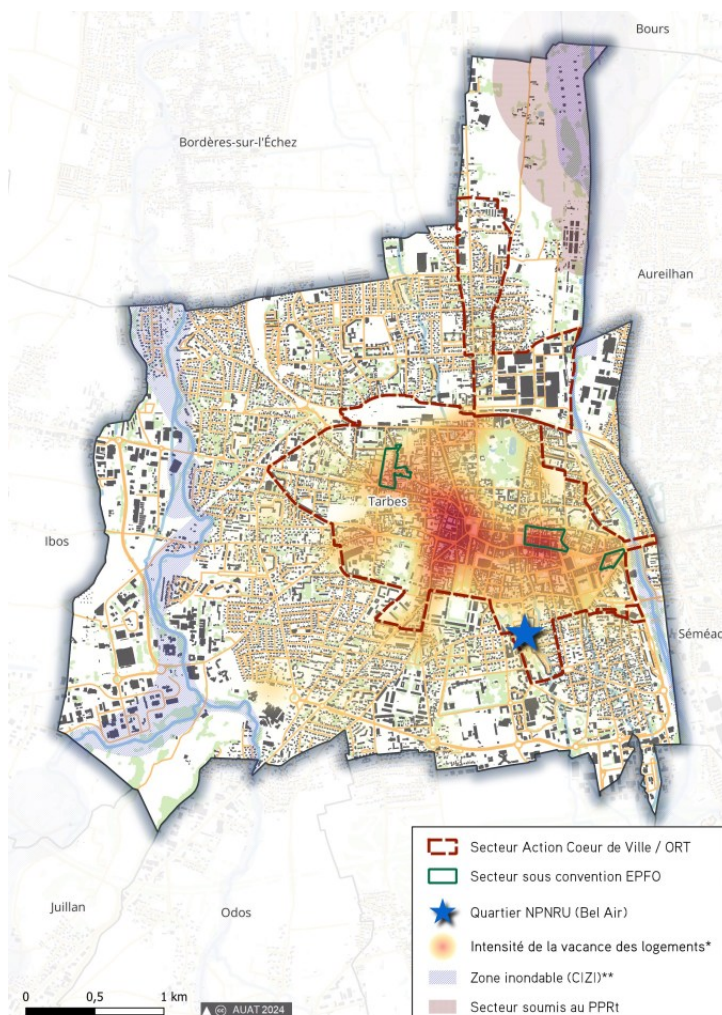 Bours
Bordères-sur-l'Échez
Aureilhan
Tarbes
Ibos
Séméac
Juillan
Odos
Secteur Action Coeur de Ville / ORT
Secteur sous convention EPFO
Quartier NPNRU (Bel Air)
Intensité de la vacance des logements*
Zone inondable (CIZI)**
Secteur soumis au PPRt
0 0,5 1 km
cc AUAT 2024